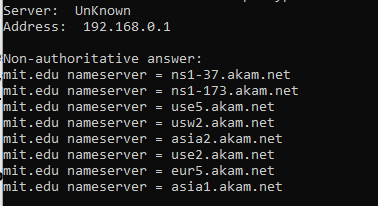 Server:  UnKnown
Address:  192.168.0.1
Non-authoritative answer:
mit.edu nameserver = ns1-37.akam.net
mit.edu nameserver = ns1-173.akam.net
mit.edu nameserver = use5.akam.net
mit.edu nameserver = usw2.akam.net
mit.edu nameserver = asia2.akam.net
mit.edu nameserver = use2.akam.net
mit.edu nameserver = eur5.akam.net
mit.edu nameserver = asia1.akam.net